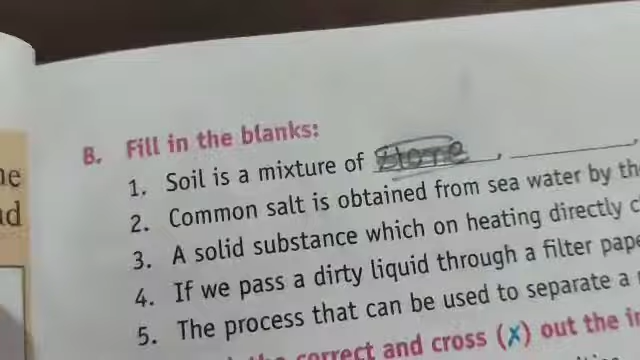 B. Fill in the blanks:
1. Soil is a mixture of stone, ,
2. Common salt is obtained from sea water by th
3. A solid substance which on heating directly c
4. If we pass a dirty liquid through a filter pape
5. The process that can be used to separate a
correct and cross (x) out the i